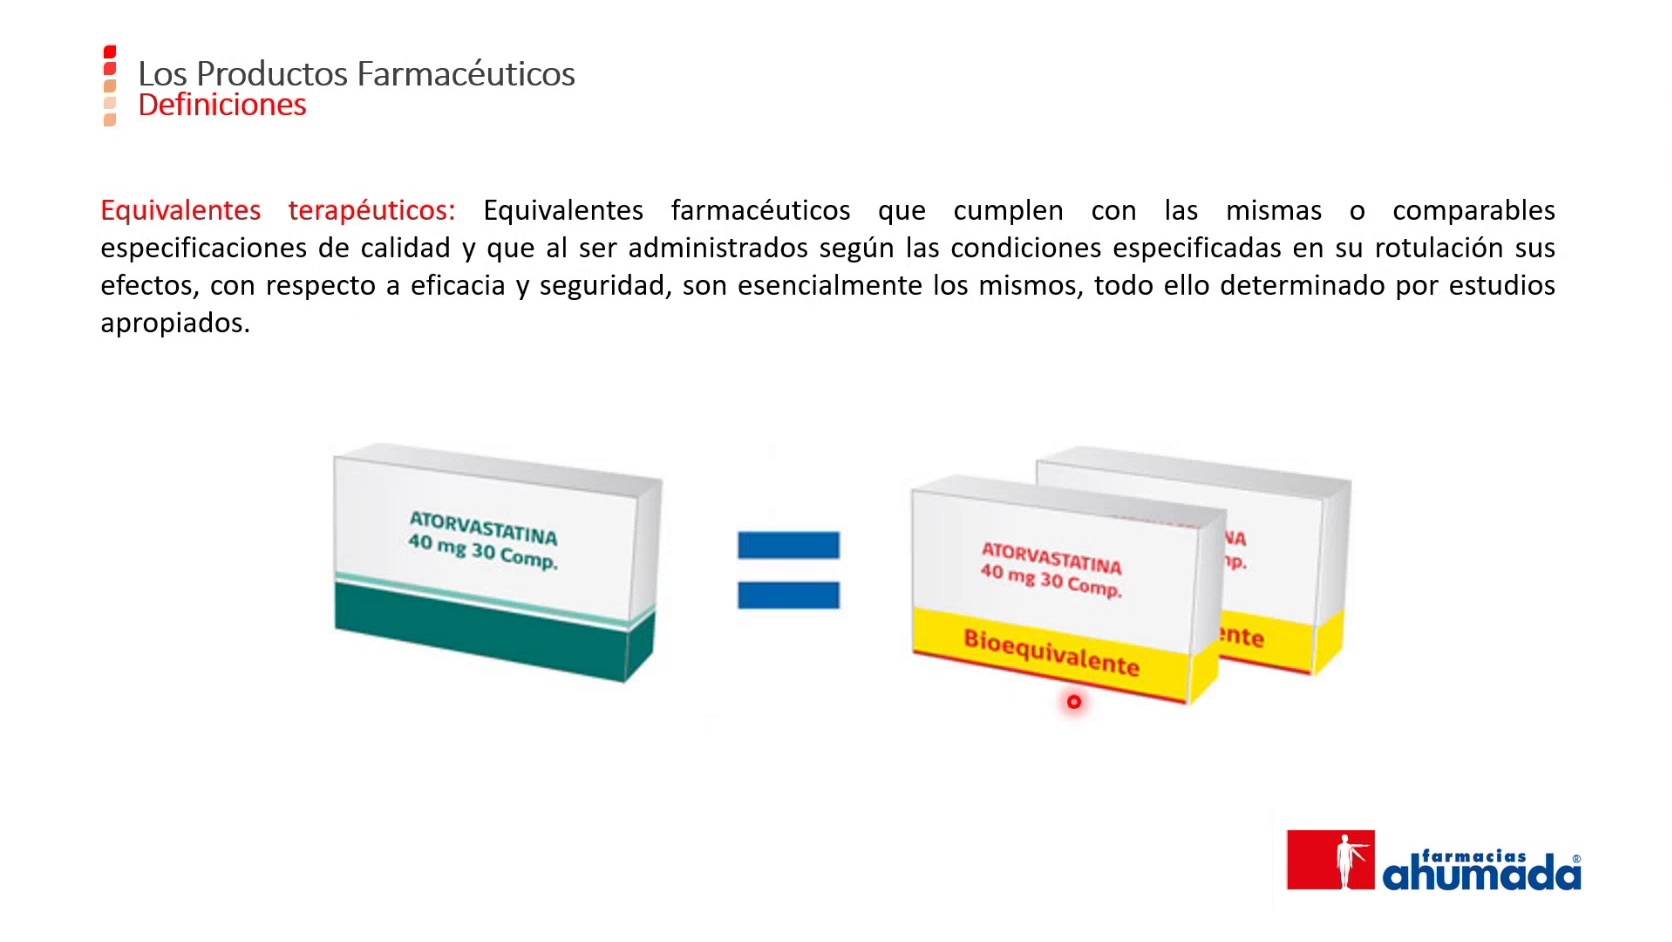 Los Productos Farmacéuticos
Definiciones
Equivalentes terapéuticos: Equivalentes farmacéuticos que cumplen con las mismas o comparables
especificaciones de calidad y que al ser administrados según las condiciones especificadas en su rotulación sus
efectos, con respecto a eficacia y seguridad, son esencialmente los mismos, todo ello determinado por estudios
apropiados.
ATORVASTATINA
40 mg 30 Comp.
ATORVASTATINA
40 mg 30 Comp.
Bioequivalente
NA
np.
ente
farmacias
ahumada®